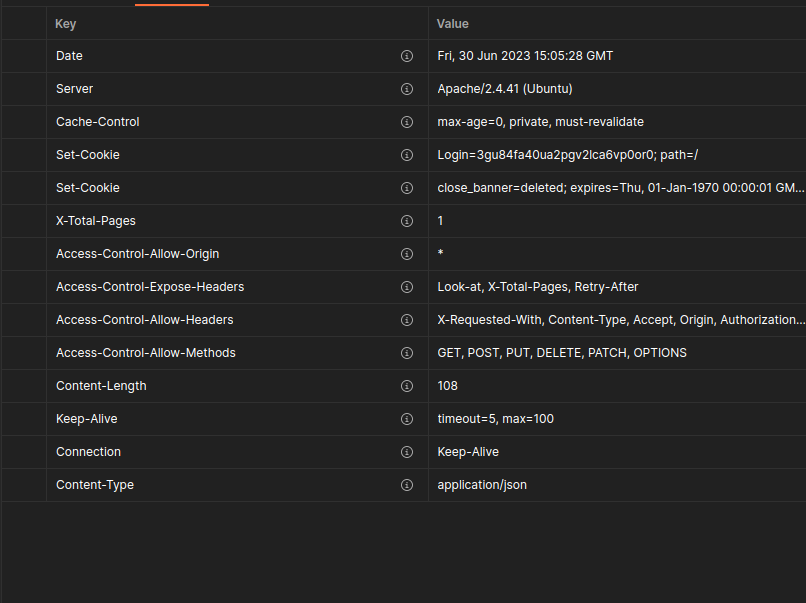 Key Value
Date Fri, 30 Jun 2023 15:05:28 GMT
Server Apache/2.4.41 (Ubuntu)
Cache-Control max-age=0, private, must-revalidate
Set-Cookie Login=3gu84fa40ua2pgv2lca6vp0or0; path=/
Set-Cookie close_banner=deleted; expires=Thu, 01-Jan-1970 00:00:01 GM...
X-Total-Pages 1
Access-Control-Allow-Origin *
Access-Control-Expose-Headers Look-at, X-Total-Pages, Retry-After
Access-Control-Allow-Headers X-Requested-With, Content-Type, Accept, Origin, Authorization...
Access-Control-Allow-Methods GET, POST, PUT, DELETE, PATCH, OPTIONS
Content-Length 108
Keep-Alive timeout=5, max=100
Connection Keep-Alive
Content-Type application/json